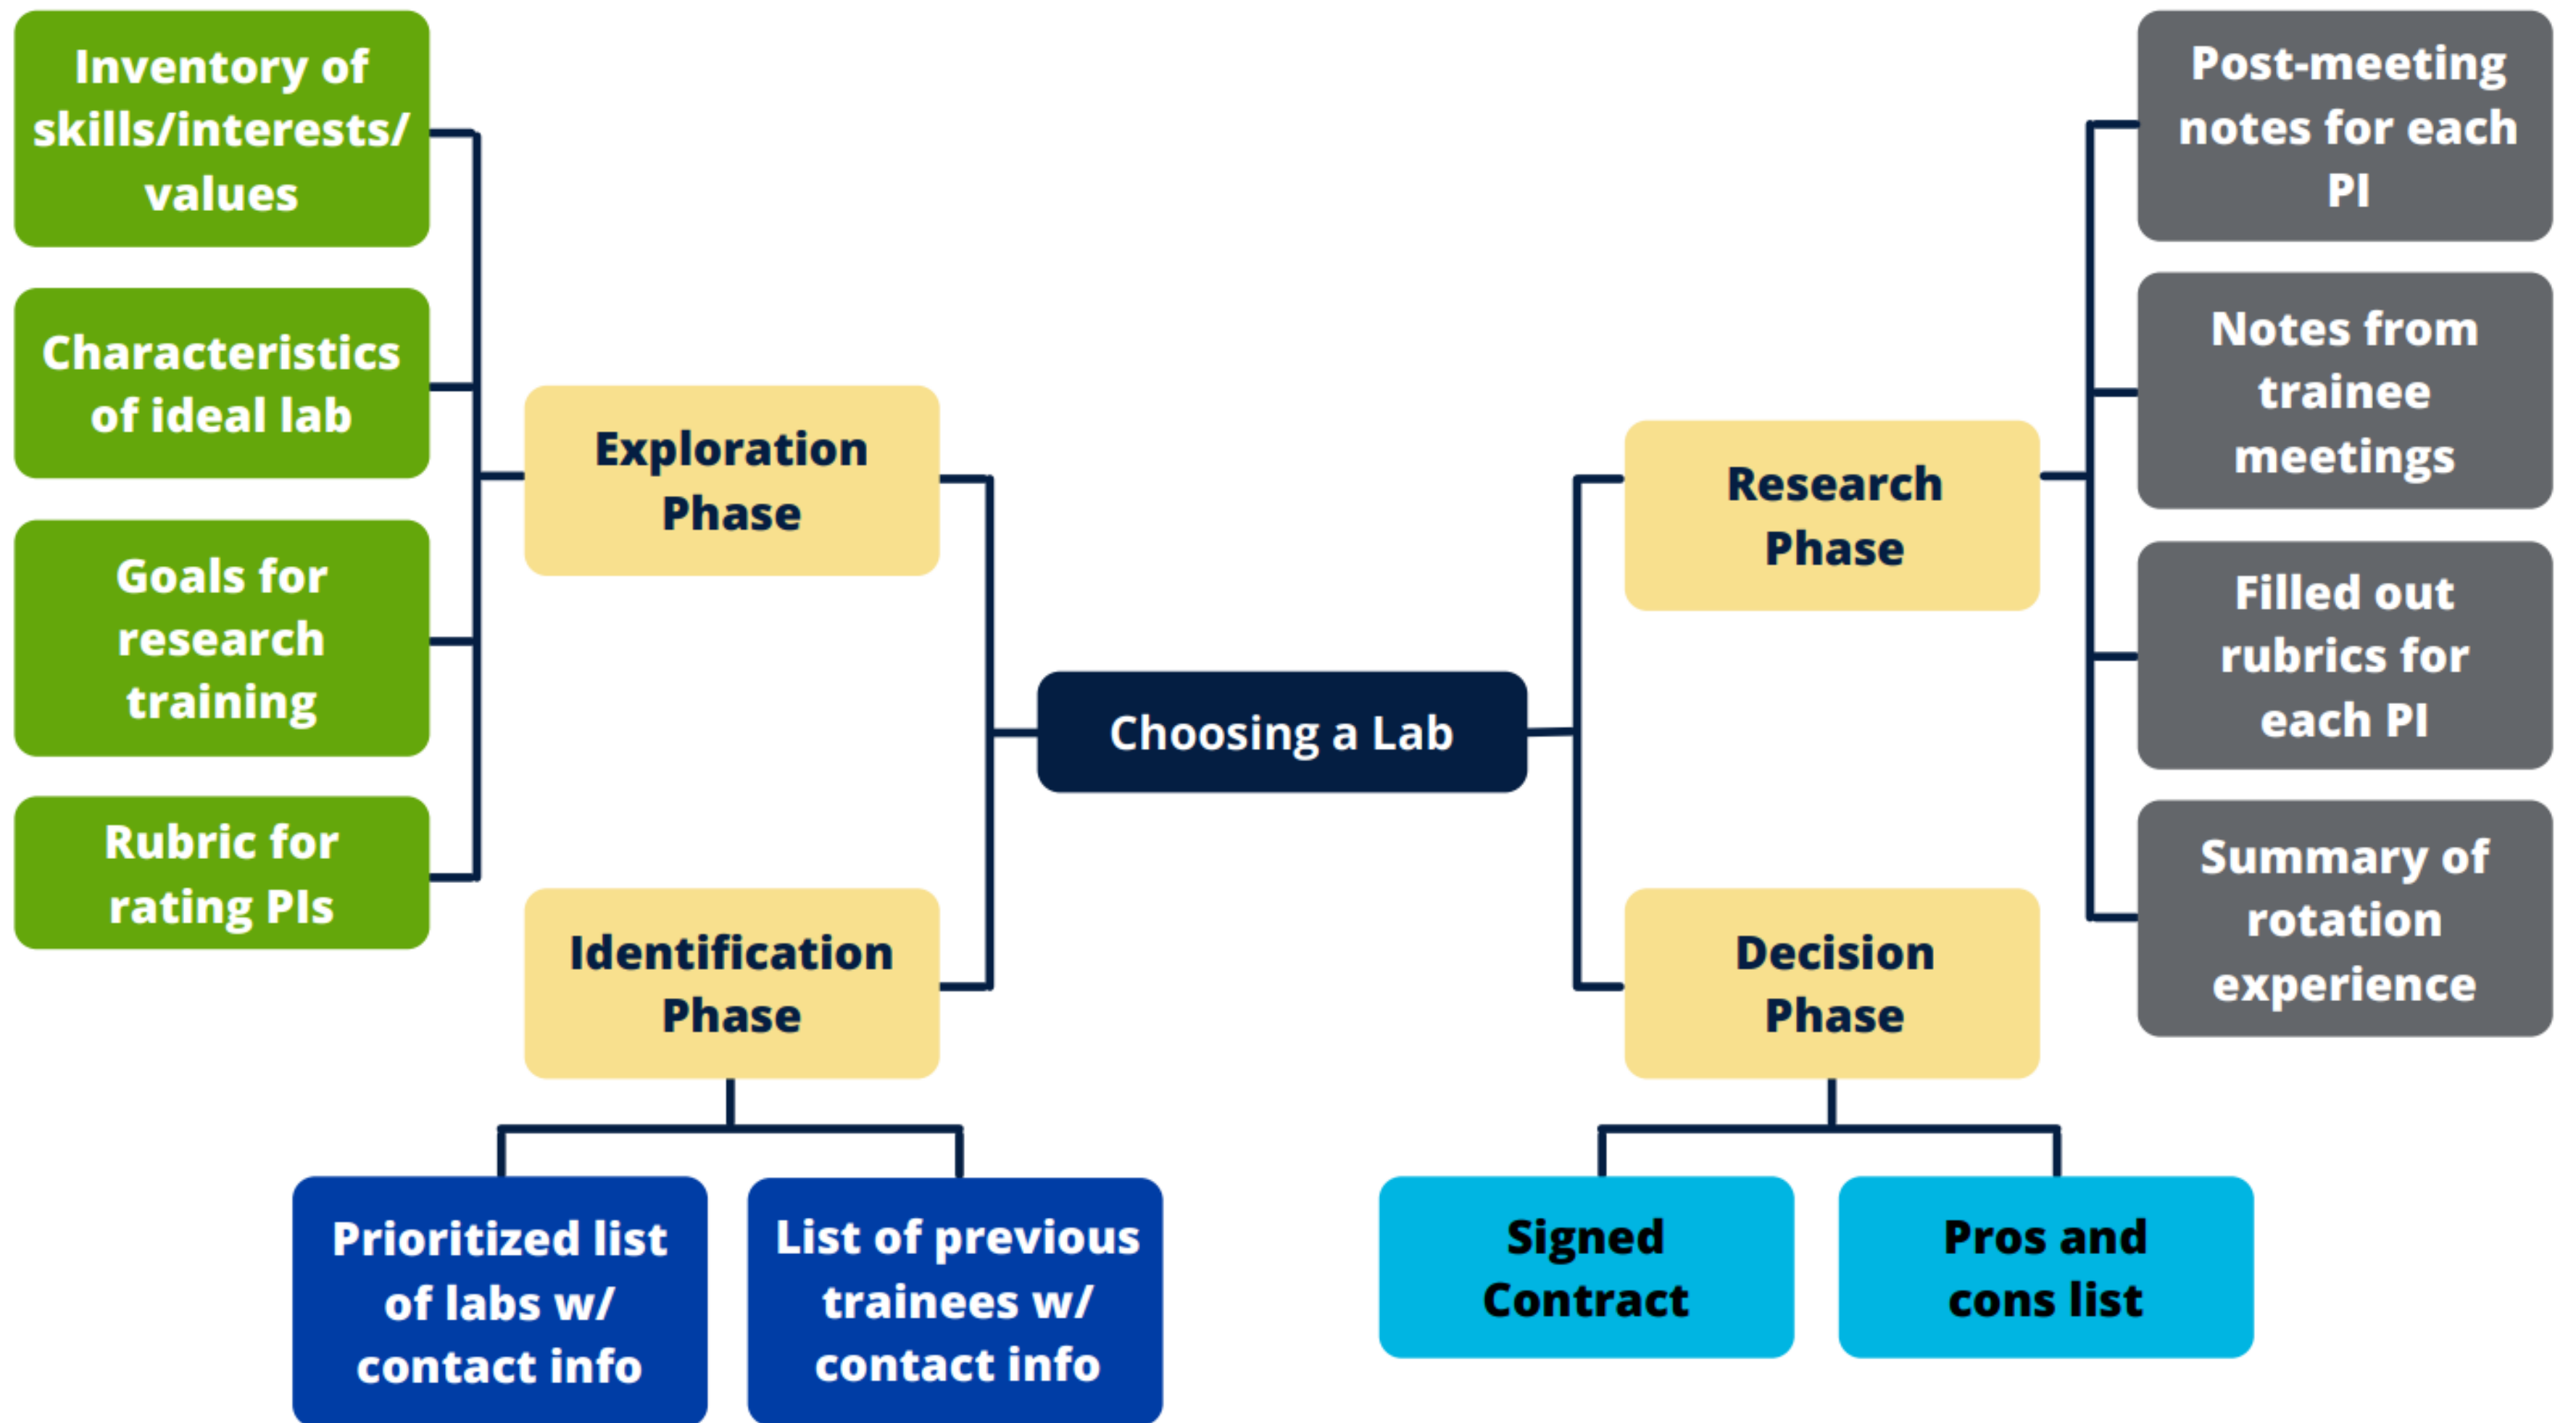 Inventory of
skills/interests/
values
Characteristics
of ideal lab
Goals for
research
training
Rubric for
rating PIs
Exploration
Phase
Identification
Phase
Prioritized list
of labs w/
contact info
List of previous
trainees w/
contact info
Choosing a Lab
Research
Phase
Decision
Phase
Signed
Contract
Pros and
cons list
Post-meeting
notes for each
PI
Notes from
trainee
meetings
Filled out
rubrics for
each PI
Summary of
rotation
experience